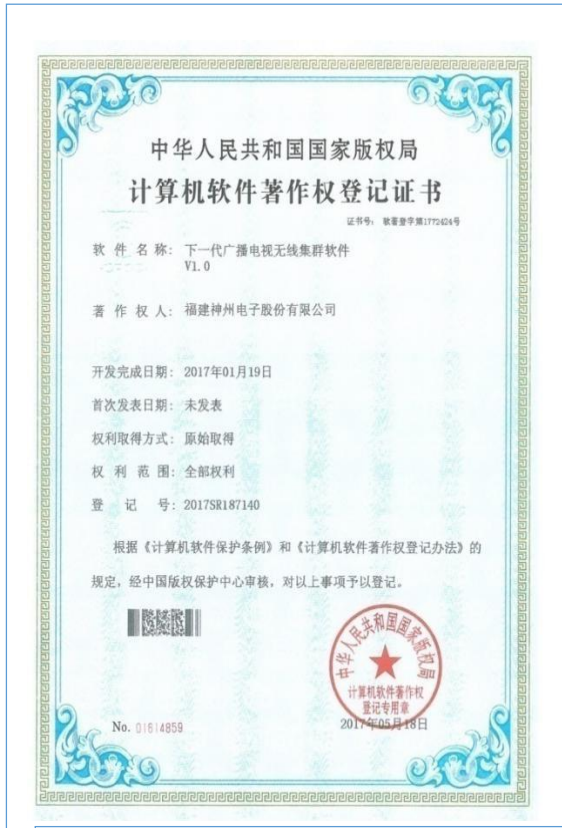 中华人民共和国国家版权局
计算机软件著作权登记证书
证书号： 软著登字第1772424号
软件名称： 下一代广播电视无线集群软件
V1.0
著作权人： 福建神州电子股份有限公司
开发完成日期： 2017年01月19日
首次发表日期： 未发表
权利取得方式： 原始取得
权利范围： 全部权利
登记号： 2017SR187140
根据《计算机软件保护条例》和《计算机软件著作权登记办法》的
规定，经中国版权保护中心审核，对以上事项予以登记。
中华人民共和国国家版权局
计算机软件著作权
登记专用章
No. 01614859
2017年05月18日